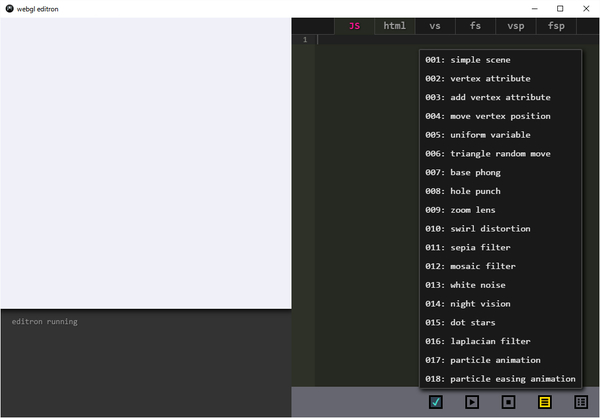 webgl editron
JS html vs fs vsp fsp
1
001: simple scene
002: vertex attribute
003: add vertex attribute
004: move vertex position
005: uniform variable
006: triangle random move
007: base phong
008: hole punch
009: zoom lens
010: swirl distortion
011: sepia filter
012: mosaic filter
013: white noise
014: night vision
015: dot stars
016: laplacian filter
017: particle animation
018: particle easing animation
editron running